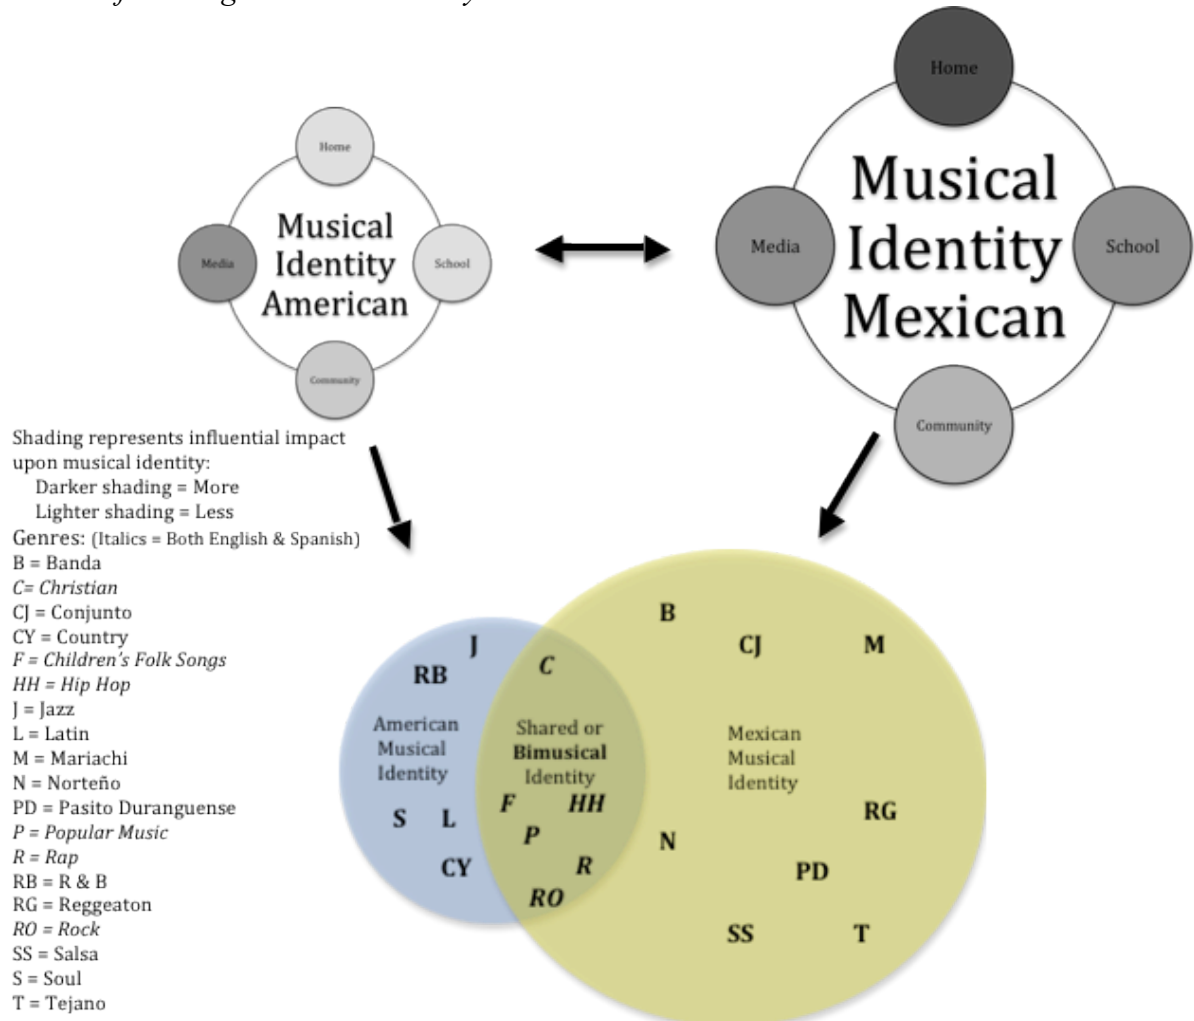 Home
Musical
Identity
Mexican
Media
School
Community
Home
Musical
Identity
American
Media
School
Community
Shading represents influential impact
upon musical identity:
Darker shading = More
Lighter shading = Less
Genres: (Italics = Both English & Spanish)
B = Banda
C= Christian
CJ = Conjunto
CY = Country
F = Children's Folk Songs
HH = Hip Hop
J = Jazz
L = Latin
M = Mariachi
N = Norteño
PD = Pasito Duranguense
P = Popular Music
R = Rap
RB = R & B
RG = Reggeaton
RO = Rock
SS = Salsa
S = Soul
T = Tejano
J
RB
American
Musical
Identity
S
L
CY
C
Shared or
Bimusical
Identity
F
HH
P
R
RO
B
CJ
M
Mexican
Musical
Identity
RG
N
PD
SS
T